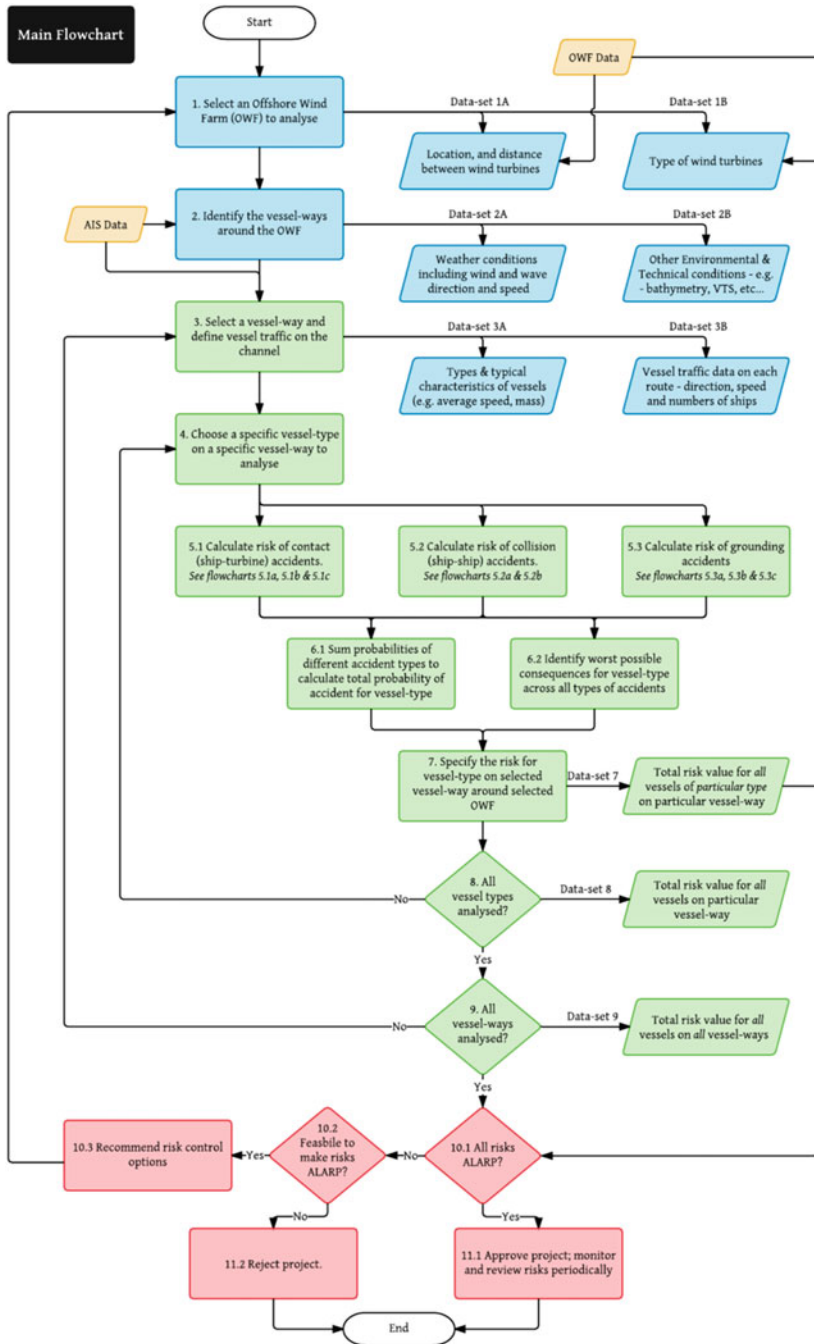 Main Flowchart
Start
OWF Data
1. Select an Offshore Wind
Farm (OWF) to analyse
Data-set 1A
Data-set 1B
Location, and distance
between wind turbines
Type of wind turbines
AIS Data
2. Identify the vessel-ways
around the OWF
Data-set 2A
Data-set 2B
Weather conditions
including wind and wave
direction and speed
Other Environmental &
Technical conditions - e.g.
- bathymetry, VTS, etc...
3. Select a vessel-way and
define vessel traffic on the
channel
Data-set 3A
Data-set 3B
Types & typical
characteristics of vessels
(e.g. average speed, mass)
Vessel traffic data on each
route - direction, speed
and numbers of ships
4. Choose a specific vessel-type
on a specific vessel-way to
analyse
5.1 Calculate risk of contact
(ship-turbine) accidents.
See flowcharts 5.1a, 5.1b & 5.1c
5.2 Calculate risk of collision
(ship-ship) accidents.
See flowcharts 5.2a & 5.2b
5.3 Calculate risk of grounding
accidents
See flowcharts 5.3a, 5.3b & 5.3c
6.1 Sum probabilities of
different accident types to
calculate total probability of
accident for vessel-type
6.2 Identify worst possible
consequences for vessel-type
across all types of accidents
7. Specify the risk for
vessel-type on selected
vessel-way around selected
OWF
Data-set 7
Total risk value for all
vessels of particular type
on particular vessel-way
8. All
vessel types
analysed?
No
Data-set 8
Total risk value for all
vessels on particular
vessel-way
Yes
9. All
vessel-ways
analysed?
No
Data-set 9
Total risk value for all
vessels on all vessel-ways
Yes
10.3 Recommend risk control
options
Yes
10.2
Feasbile to
make risks
ALARP?
No
10.1 All risks
ALARP?
No
Yes
11.2 Reject project.
11.1 Approve project; monitor
and review risks periodically
End